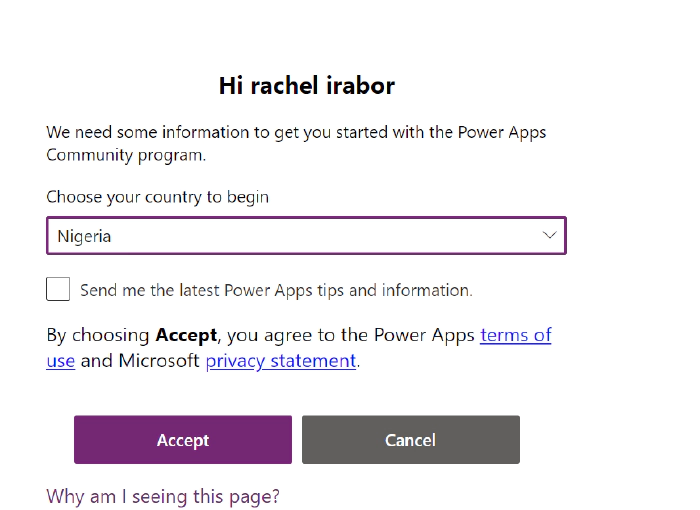 Hi rachel irabor
We need some information to get you started with the Power Apps
Community program.
Choose your country to begin
Nigeria
Send me the latest Power Apps tips and information.
By choosing Accept, you agree to the Power Apps terms of
use and Microsoft privacy statement.
Accept
Cancel
Why am I seeing this page?